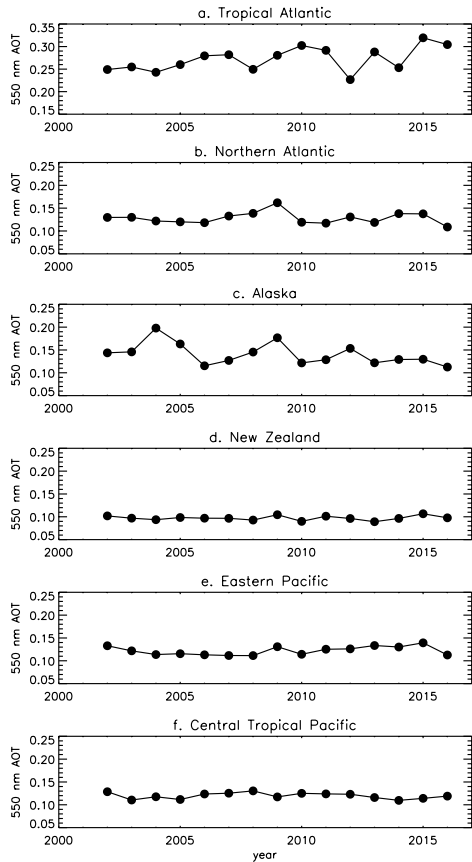 a. Tropical Atlantic
0.35
0.30
0.25
0.20
0.15
550 nm AOT
2000 2005 2010 2015
b. Northern Atlantic
0.25
0.20
0.15
0.10
0.05
550 nm AOT
2000 2005 2010 2015
c. Alaska
0.20
0.15
0.10
0.05
550 nm AOT
2000 2005 2010 2015
d. New Zealand
0.25
0.20
0.15
0.10
0.05
550 nm AOT
2000 2005 2010 2015
e. Eastern Pacific
0.25
0.20
0.15
0.10
0.05
550 nm AOT
2000 2005 2010 2015
f. Central Tropical Pacific
0.25
0.20
0.15
0.10
0.05
550 nm AOT
2000 2005 2010 2015
year